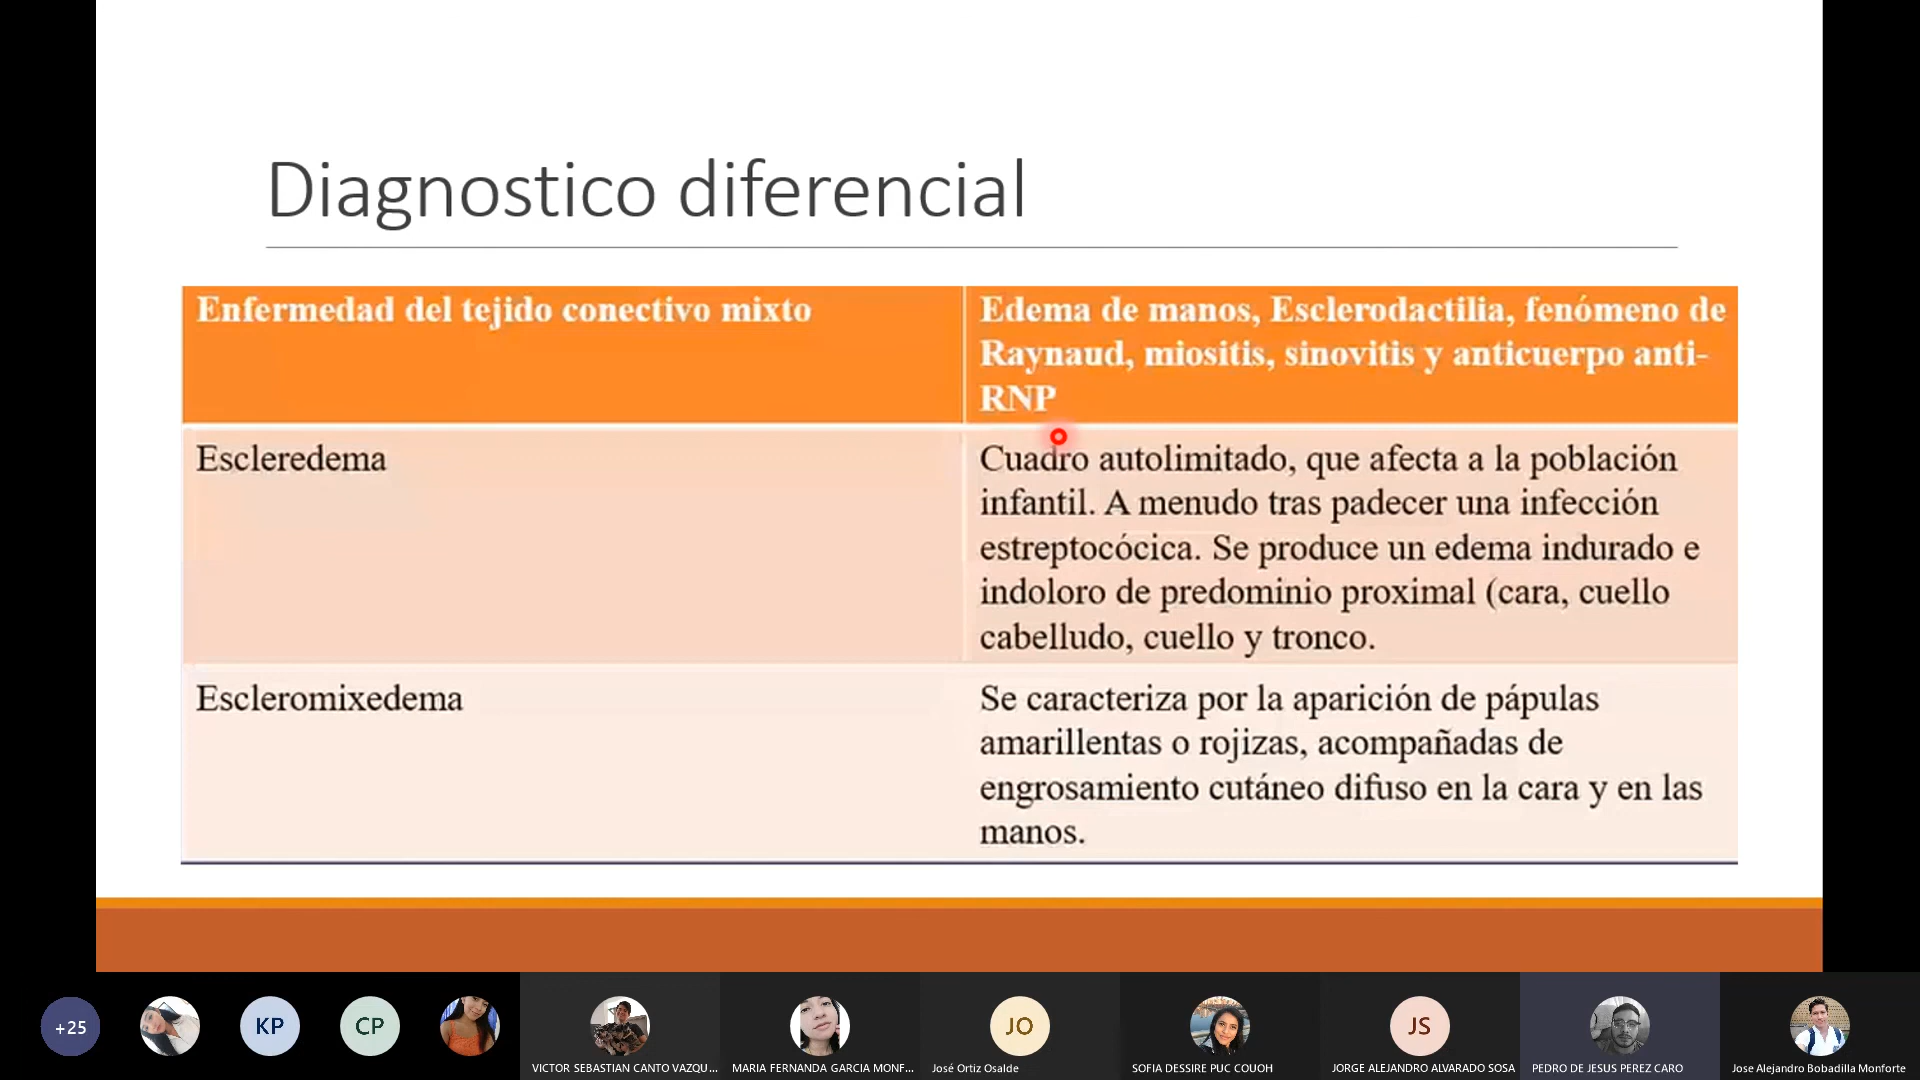 Diagnostico diferencial
Enfermedad del tejido conectivo mixto
Edema de manos, Esclerodactilia, fenómeno de
Raynaud, miositis, sinovitis y anticuerpo anti-
RNP
Escleredema
Cuadro autolimitado, que afecta a la población
infantil. A menudo tras padecer una infección
estreptocócica. Se produce un edema indurado e
indoloro de predominio proximal (cara, cuello
cabelludo, cuello y tronco.
Escleromixedema
Se caracteriza por la aparición de pápulas
amarillentas o rojizas, acompañadas de
engrosamiento cutáneo difuso en la cara y en las
manos.
+25
KP
CP
JO
JS
VICTOR SEBASTIAN CANTO VAZQU...
MARIA FERNANDA GARCIA MONF...
José Ortiz Osalde
SOFIA DESSIRE PUC COUOH
JORGE ALEJANDRO ALVARADO SOSA
PEDRO DE JESUS PEREZ CARO
Jose Alejandro Bobadilla Monforte